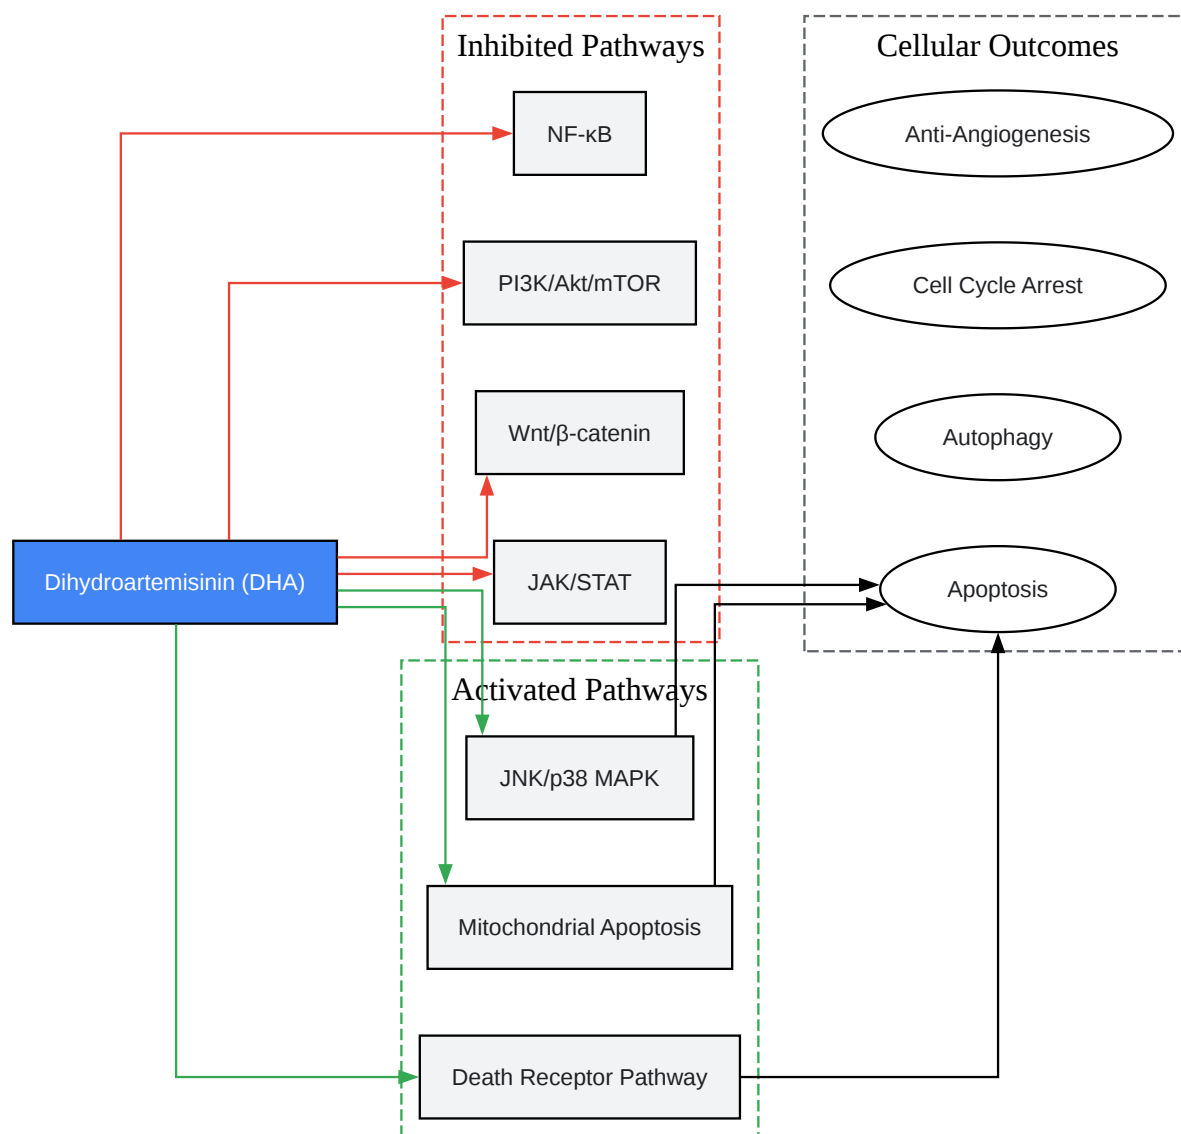 Inhibited Pathways
NF-κB
PI3K/Akt/mTOR
Wnt/β-catenin
JAK/STAT
Dihydroartemisinin (DHA)
Activated Pathways
JNK/p38 MAPK
Mitochondrial Apoptosis
Death Receptor Pathway
Cellular Outcomes
Anti-Angiogenesis
Cell Cycle Arrest
Autophagy
Apoptosis